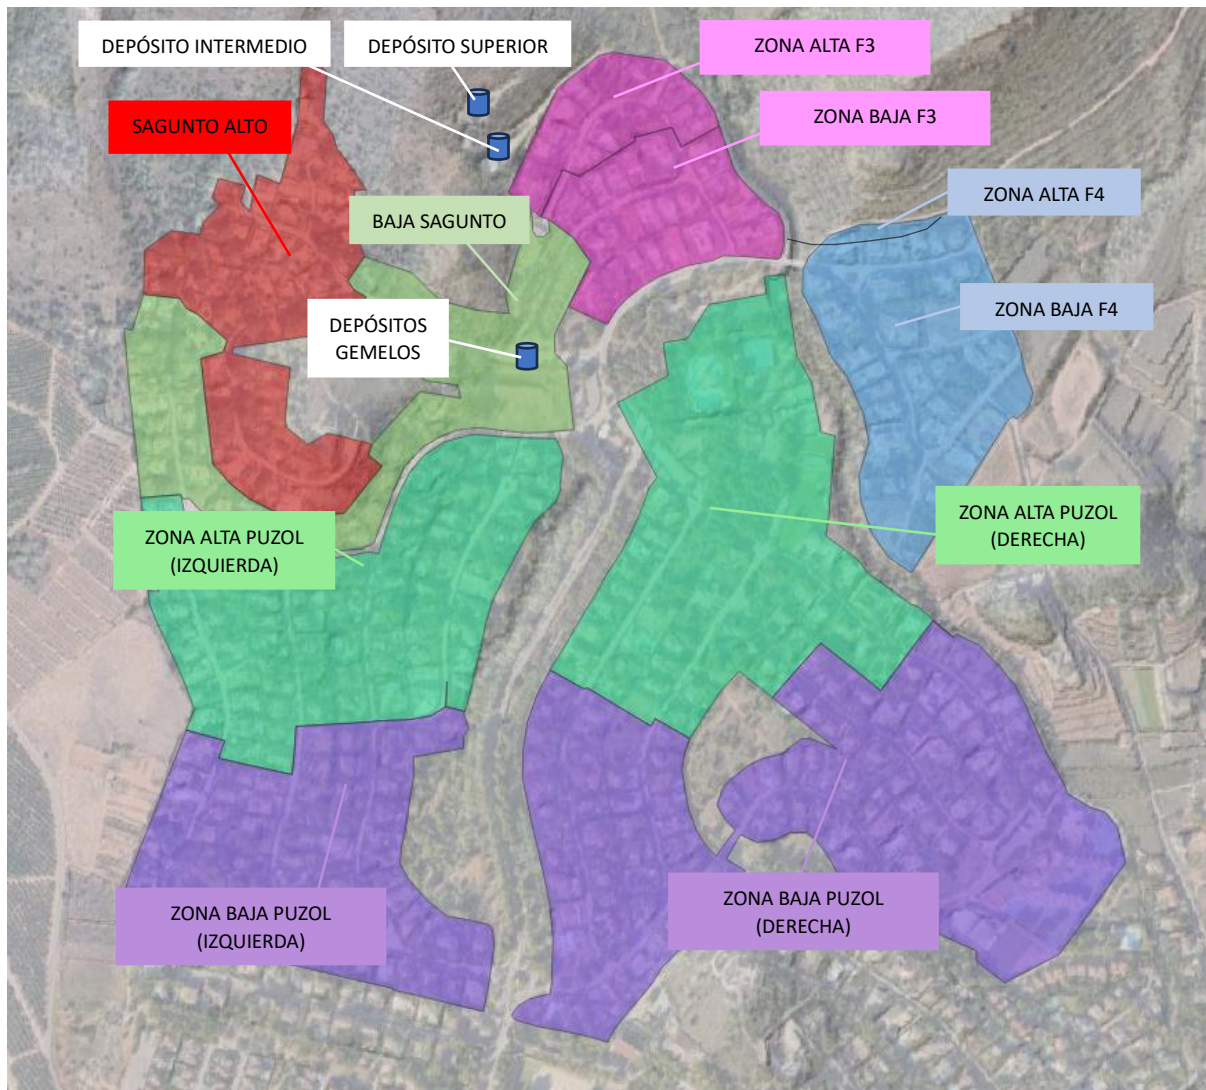 DEPÓSITO INTERMEDIO
DEPÓSITO SUPERIOR
ZONA ALTA F3
SAGUNTO ALTO
ZONA BAJA F3
ZONA ALTA F4
BAJA SAGUNTO
ZONA BAJA F4
DEPÓSITOS
GEMELOS
ZONA ALTA PUZOL
(IZQUIERDA)
ZONA ALTA PUZOL
(DERECHA)
ZONA BAJA PUZOL
(IZQUIERDA)
ZONA BAJA PUZOL
(DERECHA)